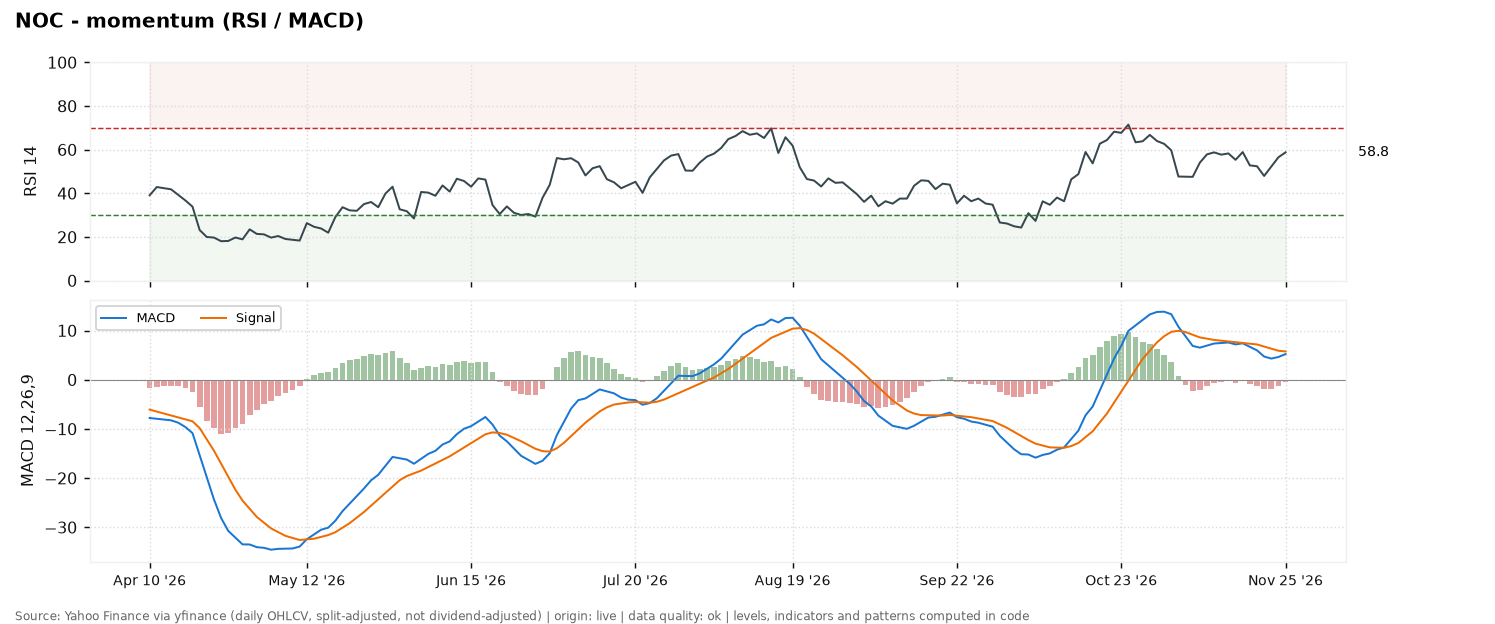 NOC - momentum (RSI / MACD)
100
80
60
40
20
0
RSI 14
58.8
MACD
Signal
10
0
−10
−20
−30
MACD 12,26,9
Apr 10 '26
May 12 '26
Jun 15 '26
Jul 20 '26
Aug 19 '26
Sep 22 '26
Oct 23 '26
Nov 25 '26
Source: Yahoo Finance via yfinance (daily OHLCV, split-adjusted, not dividend-adjusted) | origin: live | data quality: ok | levels, indicators and patterns computed in code